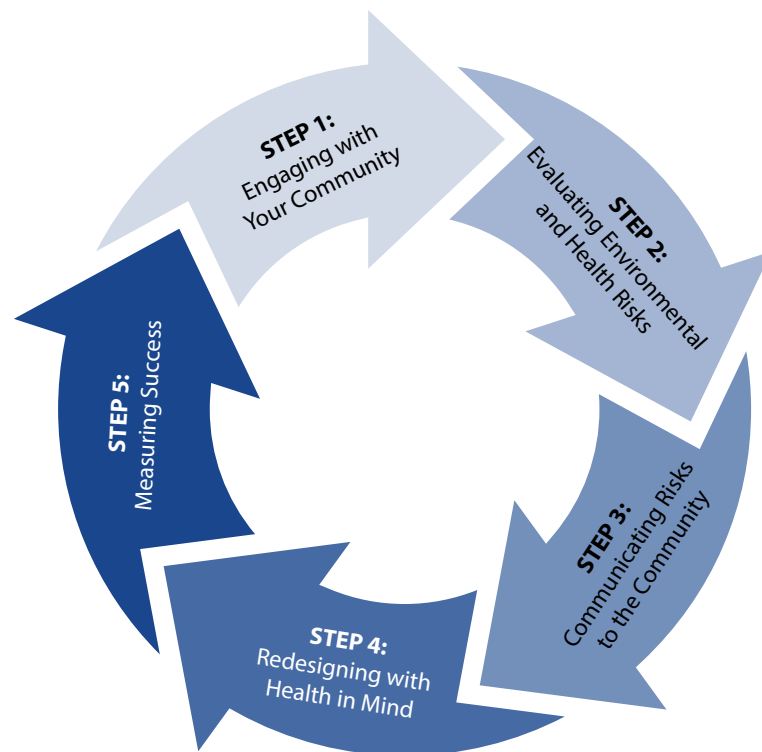 STEP 1:
Engaging with
Your Community
STEP 2:
Evaluating Environmental
and Health Risks
STEP 3:
Communicating Risks
to the Community
STEP 4:
Redesigning with
Health in Mind
STEP 5:
Measuring Success